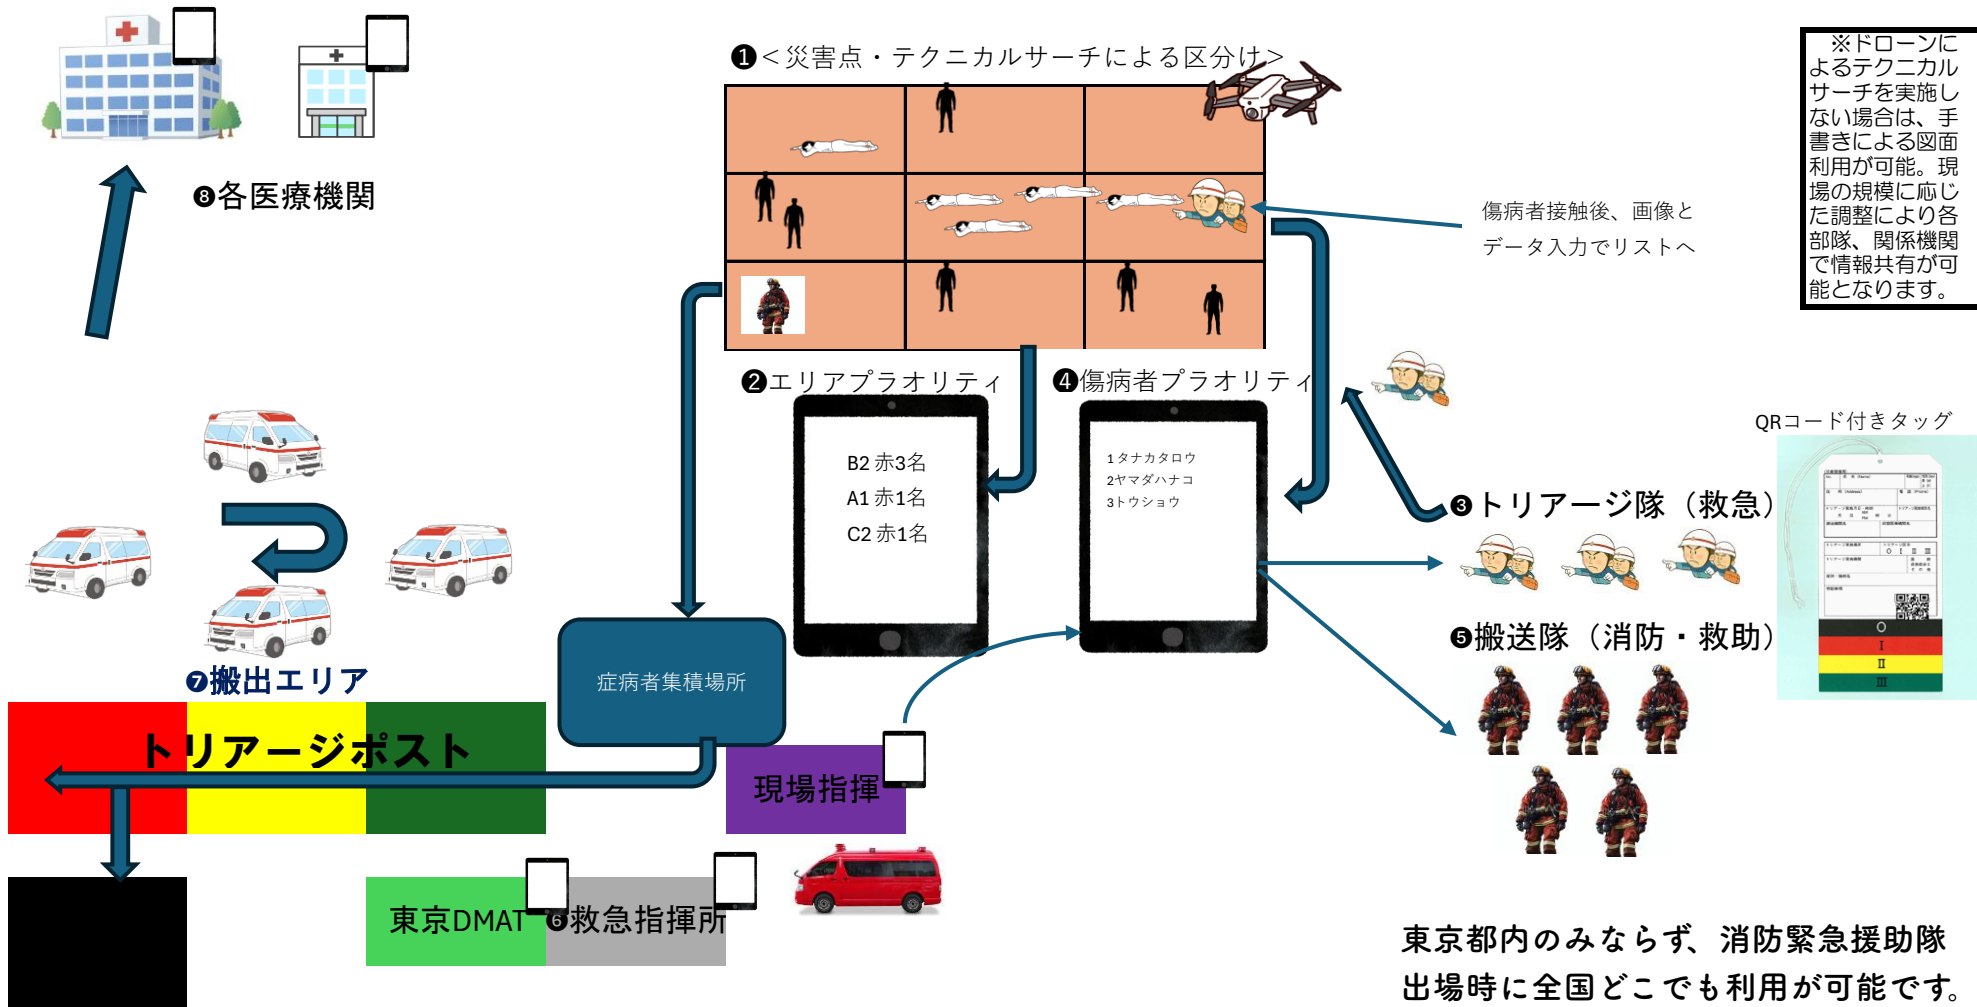 ❶＜災害点・テクニカルサーチによる区分け＞
※ドローンに
よるテクニカル
サーチを実施し
ない場合は、手
書きによる図面
利用が可能。現
場の規模に応じ
た調整により各
部隊、関係機関
で情報共有が可
能となります。
❽各医療機関
傷病者接触後、画像と
データ入力でリストへ
❷エリアプラオリティ
B2 赤3名
A1 赤1名
C2 赤1名
❹傷病者プラオリティ
1タナカタロウ
2ヤマダハナコ
3トウショウ
QRコード付きタッグ
❸トリアージ隊（救急）
O I II III
O
I
II
III
❺搬送隊（消防・救助）
❼搬出エリア
症病者集積場所
トリアージポスト
現場指揮
東京DMAT
❻救急指揮所
東京都内のみならず、消防緊急援助隊
出場時に全国どこでも利用が可能です。